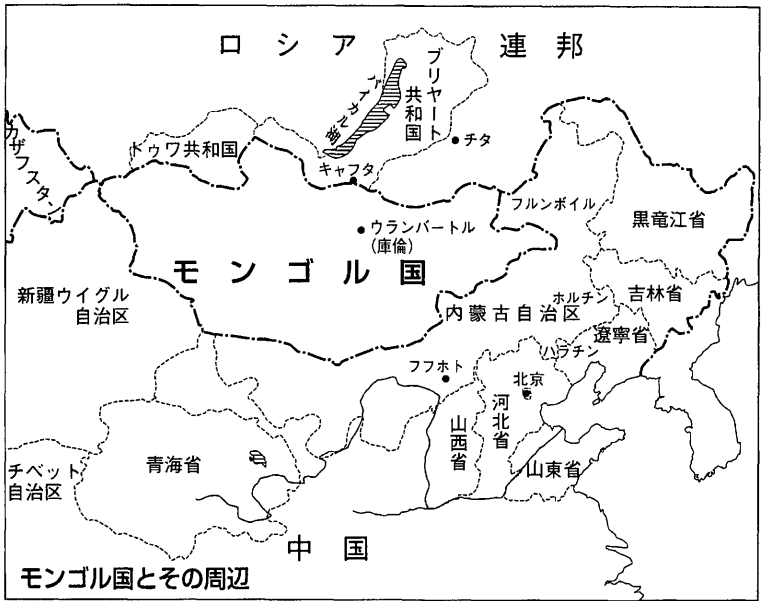 ロシア連邦
ブリヤート
共和国
バイカル湖
チタ
カザフスタン
トゥワ共和国
キャフタ
フルンボイル
黒竜江省
ウランバートル
(庫倫)
モンゴル国
新疆ウイグル
自治区
ホルチン
吉林省
内蒙古自治区
遼寧省
ハラチン
フフホト
北京
河北省
山西省
青海省
山東省
チベット
自治区
中国
モンゴル国とその周辺